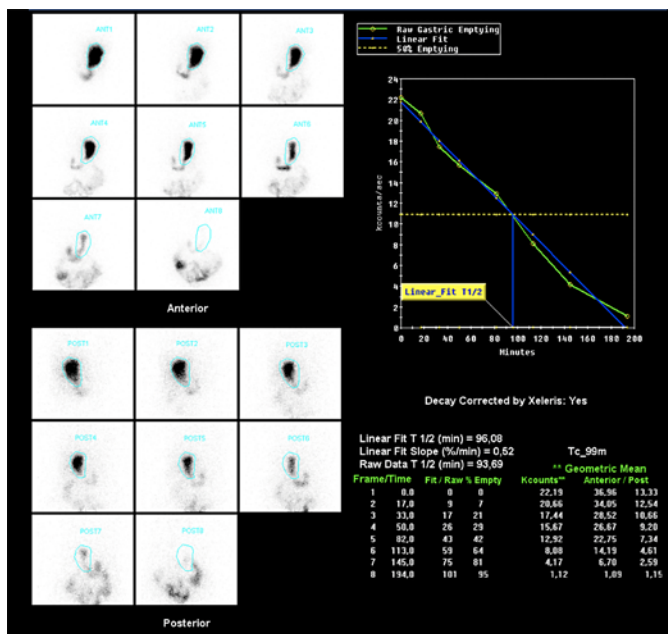 ANT1 ANT2 ANT3
ANT4 ANT5 ANT6
ANT7 ANT8
Anterior
POST1 POST2 POST3
POST4 POST5 POST6
POST7 POST8
Posterior
Raw Gastric Emptying
Linear Fit
50% Emptying
kcounts/sec
24
22
20
18
16
14
12
10
8
6
4
2
0
Linear_Fit T1/2
0 20 40 60 80 100 120 140 160 180 200
Minutes
Decay Corrected by Xeleris: Yes
Linear Fit T 1/2 (min) = 96,08
Linear Fit Slope (%/min) = 0,52 Tc_99m
Raw Data T 1/2 (min) = 93,69 ** Geometric Mean
Frame/Time Fit / Raw % Empty Kcounts** Anterior / Post
1 0,0 0 0 22,19 36,96 13,33
2 17,0 9 7 20,66 34,05 12,54
3 33,0 17 21 17,44 28,52 10,66
4 50,0 26 29 15,67 26,67 9,20
5 82,0 43 42 12,92 22,75 7,34
6 113,0 59 64 8,08 14,19 4,61
7 145,0 75 81 4,17 6,70 2,59
8 194,0 101 95 1,12 1,09 1,15